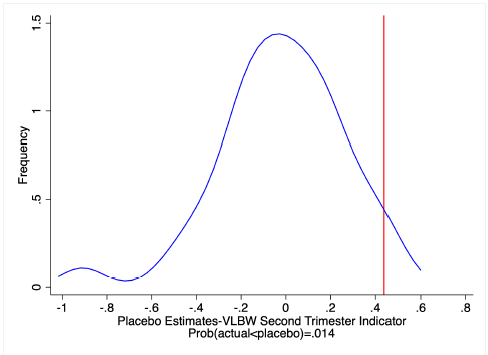 1.5
1
.5
0
Frequency
-1 -.8 -.6 -.4 -.2 0 .2 .4 .6 .8
Placebo Estimates-VLBW Second Trimester Indicator
Prob(actual<placebo)=.014